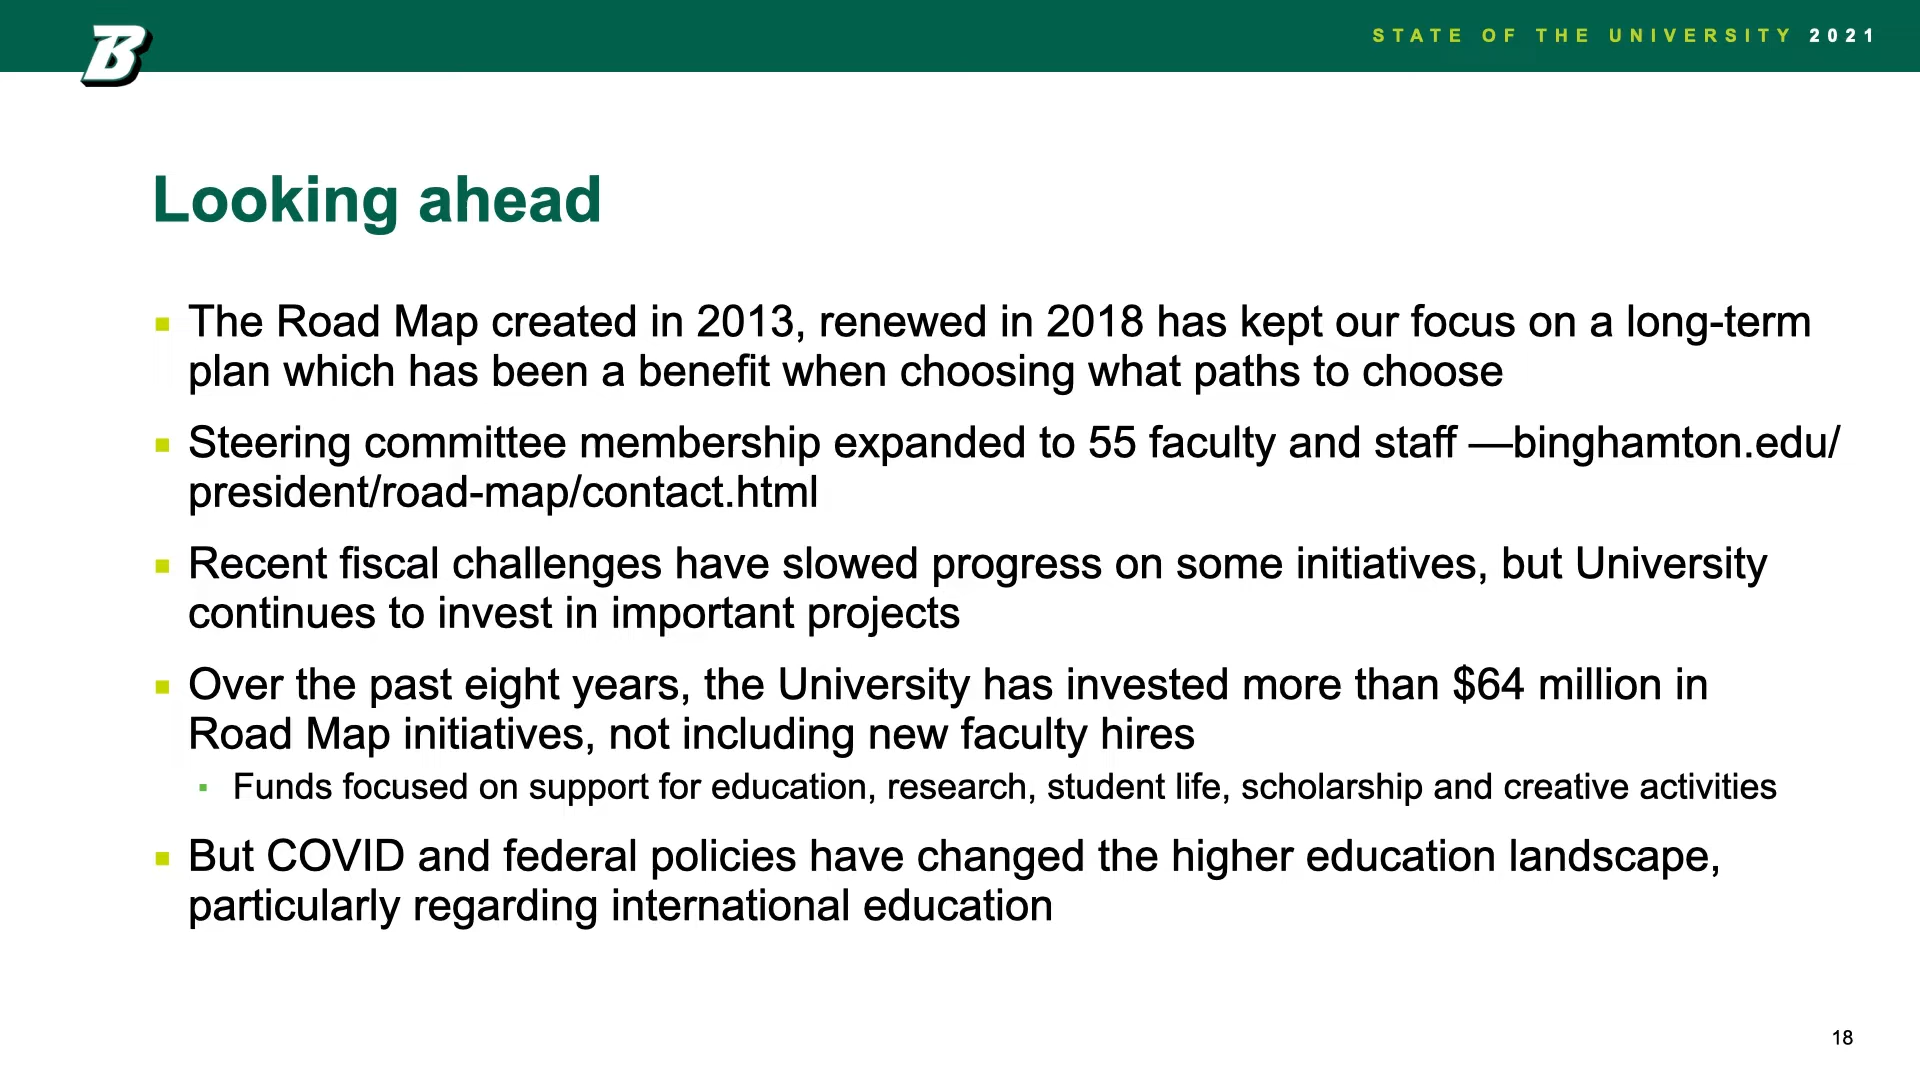 B
STATE OF THE UNIVERSITY 2021
Looking ahead
The Road Map created in 2013, renewed in 2018 has kept our focus on a long-term
plan which has been a benefit when choosing what paths to choose
Steering committee membership expanded to 55 faculty and staff —binghamton.edu/
president/road-map/contact.html
Recent fiscal challenges have slowed progress on some initiatives, but University
continues to invest in important projects
Over the past eight years, the University has invested more than $64 million in
Road Map initiatives, not including new faculty hires
Funds focused on support for education, research, student life, scholarship and creative activities
But COVID and federal policies have changed the higher education landscape,
particularly regarding international education
18